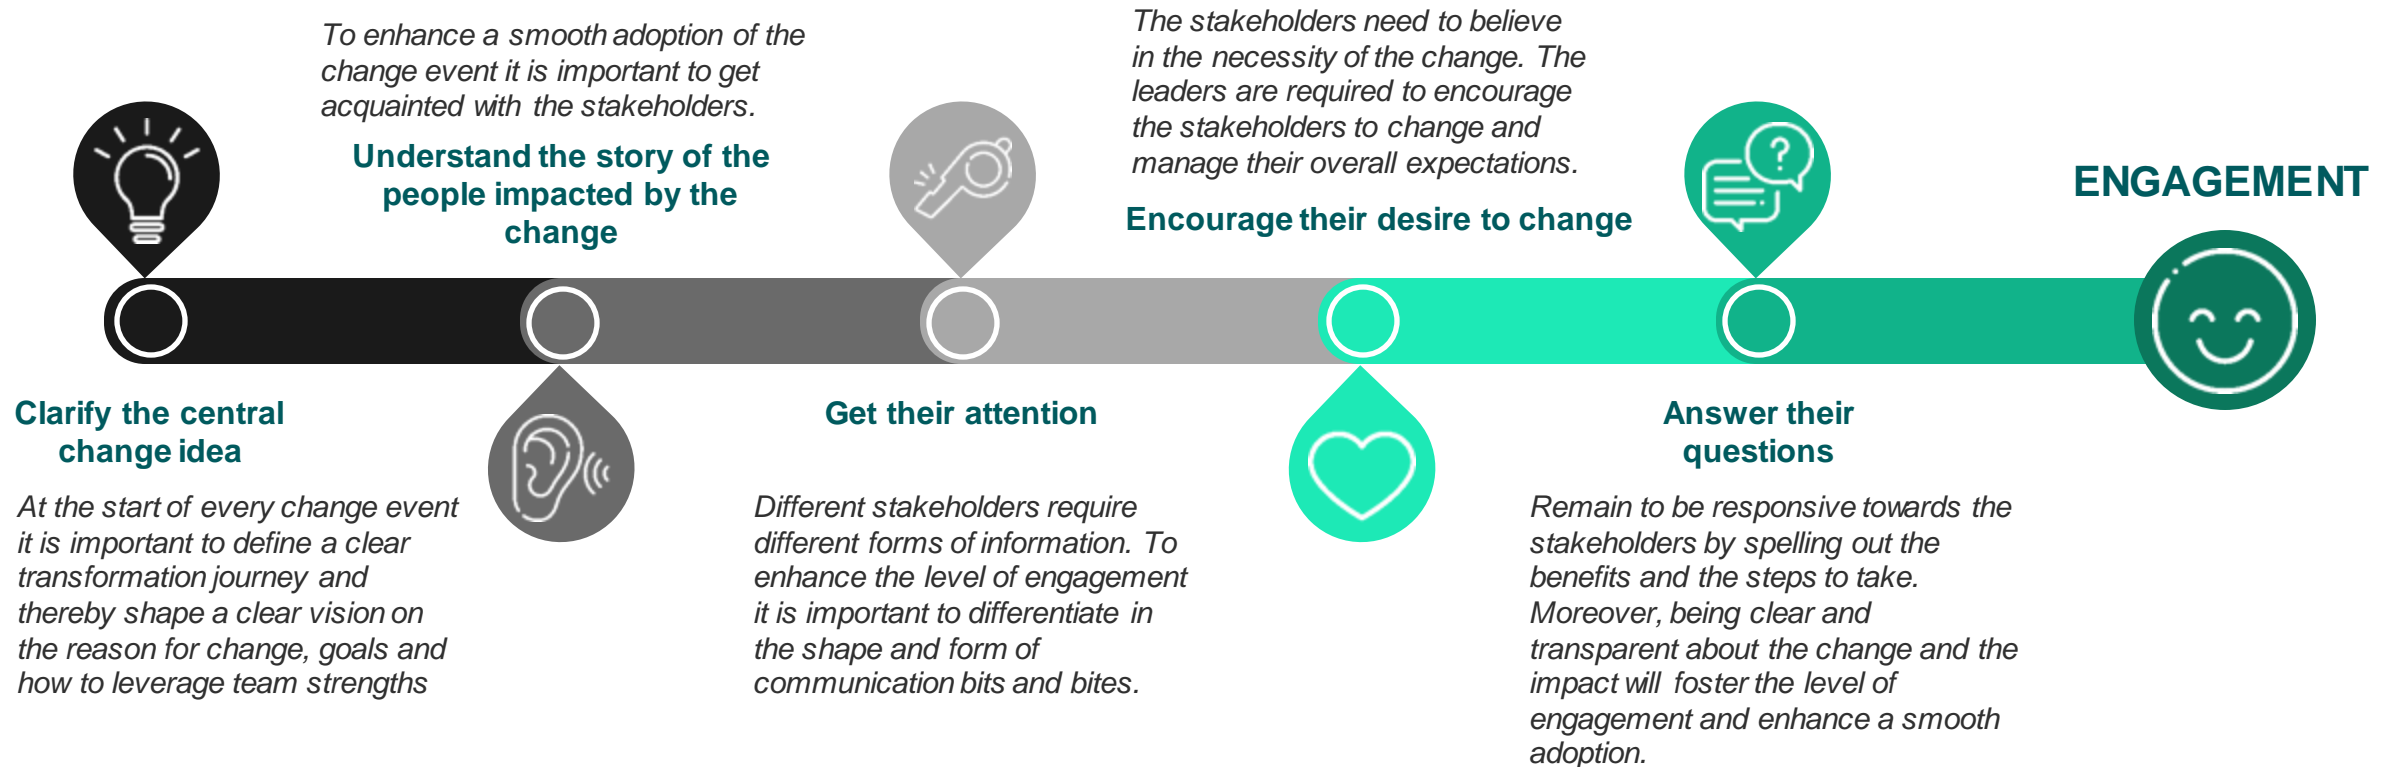 To enhance a smooth adoption of the
change event it is important to get
acquainted with the stakeholders.
Understand the story of the
people impacted by the
change
The stakeholders need to believe
in the necessity of the change. The
leaders are required to encourage
the stakeholders to change and
manage their overall expectations.
Encourage their desire to change
?
ENGAGEMENT
Clarify the central
change idea
At the start of every change event
it is important to define a clear
transformation journey and
thereby shape a clear vision on
the reason for change, goals and
how to leverage team strengths
Get their attention
Different stakeholders require
different forms of information. To
enhance the level of engagement
it is important to differentiate in
the shape and form of
communication bits and bites.
Answer their
questions
Remain to be responsive towards the
stakeholders by spelling out the
benefits and the steps to take.
Moreover, being clear and
transparent about the change and the
impact will foster the level of
engagement and enhance a smooth
adoption.